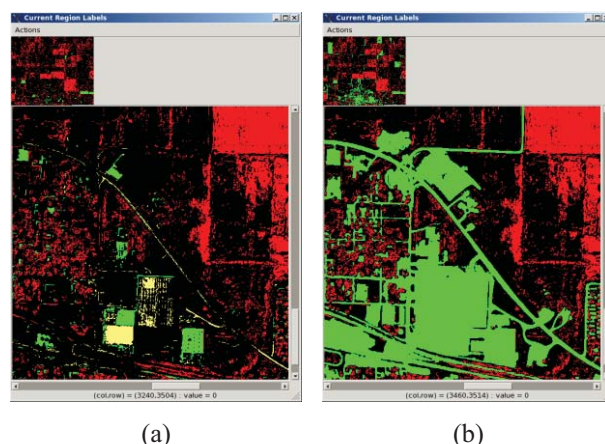 Current Region Labels
Actions
(col,row) = (3240,3504) : value = 0
(a)
Current Region Labels
Actions
(col,row) = (3460,3514) : value = 0
(b)